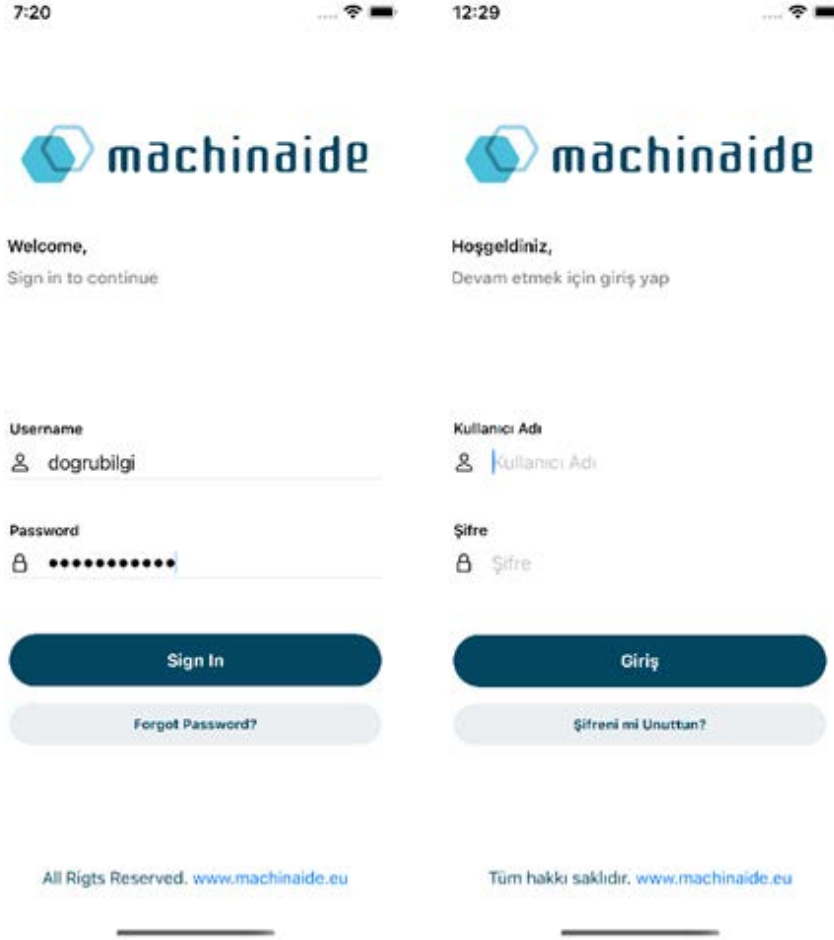 7:20
machinaide
Welcome,
Sign in to continue
Username
dogrubilgi
Password
Sign In
Forgot Password?
All Rigts Reserved. www.machinaide.eu
12:29
machinaide
Hoşgeldiniz,
Devam etmek için giriş yap
Kullanıcı Adı
Kullanıcı Adı
Şifre
Şifre
Giriş
Şifreni mi Unuttun?
Tüm hakkı saklıdır. www.machinaide.eu